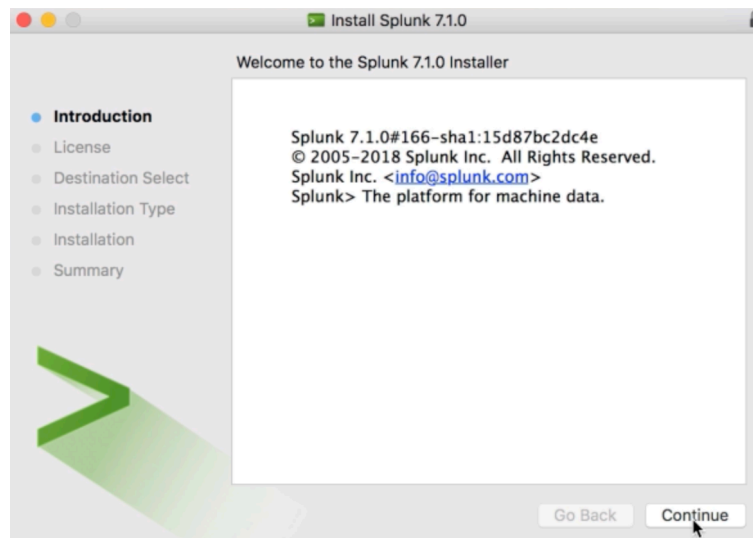 Install Splunk 7.1.0
Welcome to the Splunk 7.1.0 Installer
Introduction
License
Destination Select
Installation Type
Installation
Summary
Splunk 7.1.0#166-sha1:15d87bc2dc4e
© 2005-2018 Splunk Inc. All Rights Reserved.
Splunk Inc. <info@splunk.com>
Splunk> The platform for machine data.
Go Back
Continue